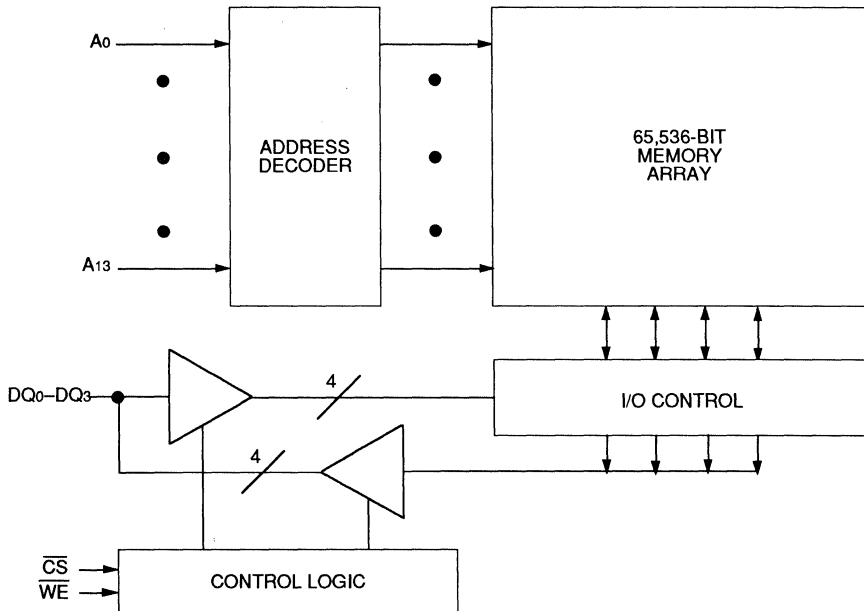 A0
ADDRESS
DECODER
65,536-BIT
MEMORY
ARRAY
A13
DQ0–DQ3
4
I/O CONTROL
4
CS
WE
CONTROL LOGIC